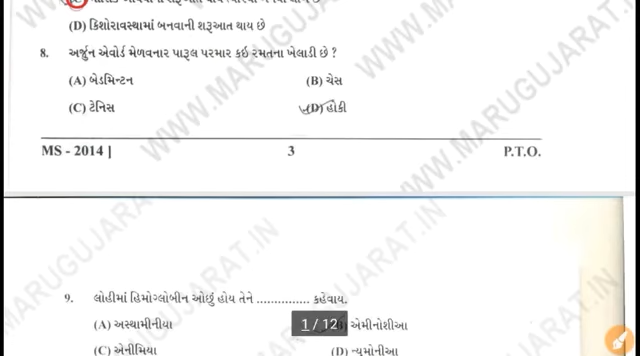 (D) કિશોરાવસ્થામાં બનવાની શરૂઆત થાય છે
8. અર્જુન એવોર્ડ મેળવનાર પારૂલ પરમાર કઇ રમતના ખેલાડી છે ?
(A) બેડમિન્ટન (B) ચેસ
(C) ટેનિસ (D) હોકી
MS - 2014 | 3 P.T.O.
WWW.MARUGUJARAT.IN
9. લોહીમાં હિમોગ્લોબીન ઓછું હોય તેને ............... કહેવાય.
(A) અસ્થામીનીયા એમીનોશીઆ
1 / 12
(C) એનીમિયા (D) ન્યુમોનીઆ